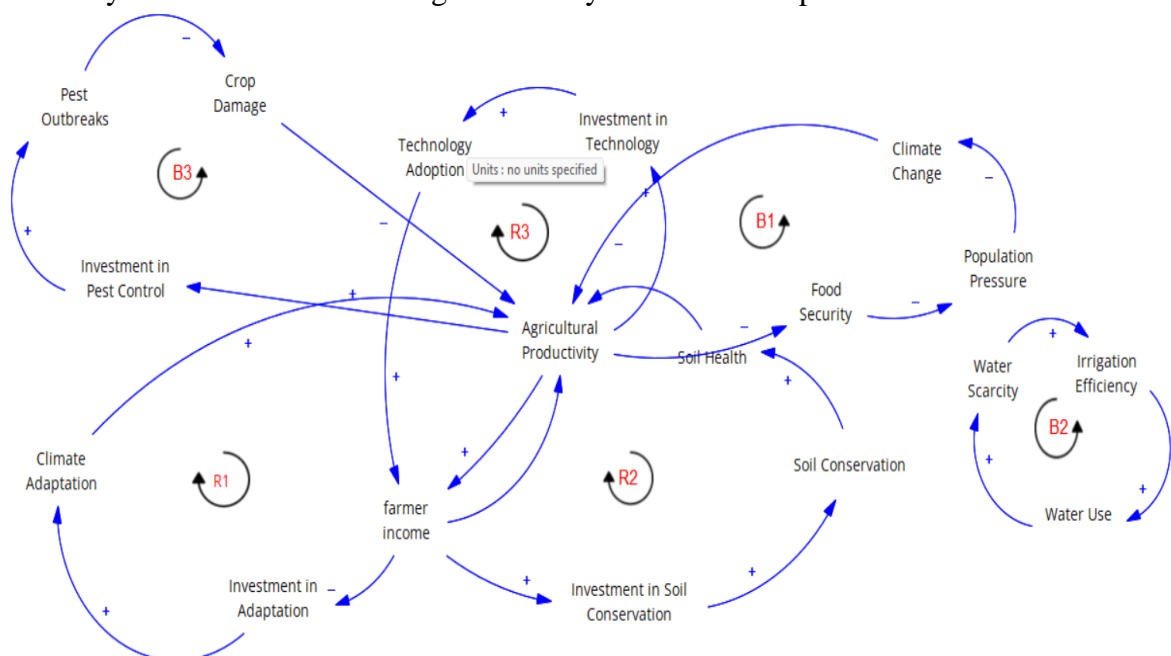 Pest
Outbreaks
Crop
Damage
B3
Investment in
Pest Control
Technology
Adoption
Investment in
Technology
Units : no units specified
R3
Climate
Change
B1
Population
Pressure
Food
Security
Agricultural
Productivity
Soil Health
Water
Scarcity
Irrigation
Efficiency
B2
Water Use
Climate
Adaptation
R1
farmer
income
R2
Soil Conservation
Investment in
Adaptation
Investment in Soil
Conservation
–
+
–
+
+
+
–
–
–
–
+
+
+
+
+
+
+
+
–
+
+
+
+